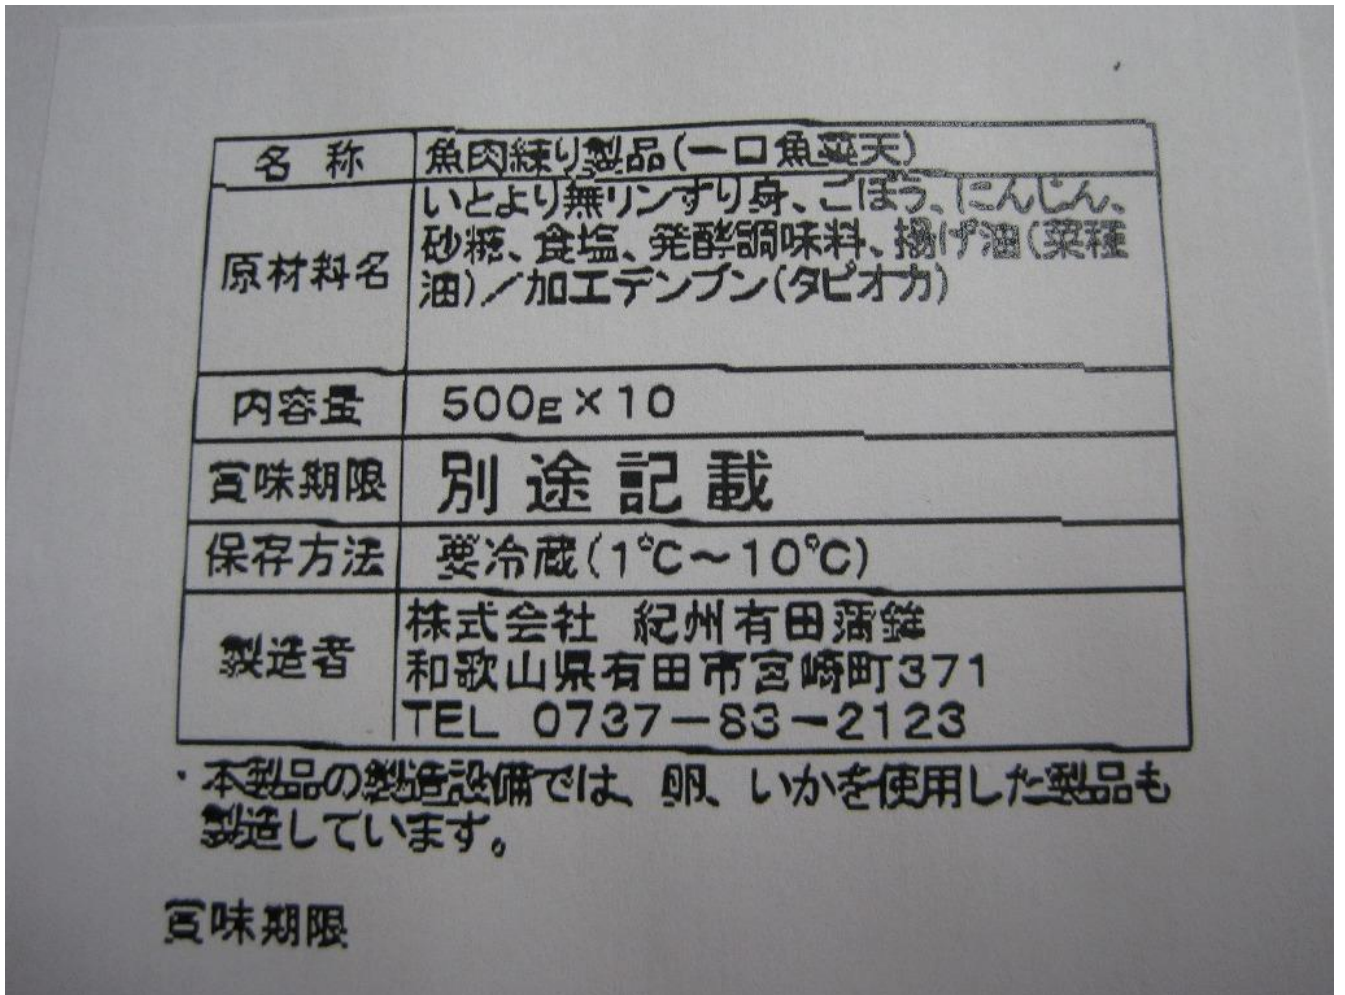 名 称 魚肉練り製品(一口魚菜天)
原材料名 いとより無リンすり身、ごぼう、にんじん、
砂糖、食塩、発酵調味料、揚げ油(菜種
油)/加工デンプン(タピオカ)
内容量 500g×10
賞味期限 別途記載
保存方法 要冷蔵(1℃~10℃)
製造者 株式会社 紀州有田蒲鉾
和歌山県有田市宮崎町371
TEL 0737-83-2123
・本製品の製造設備では、卵、いかを使用した製品も
製造しています。
賞味期限